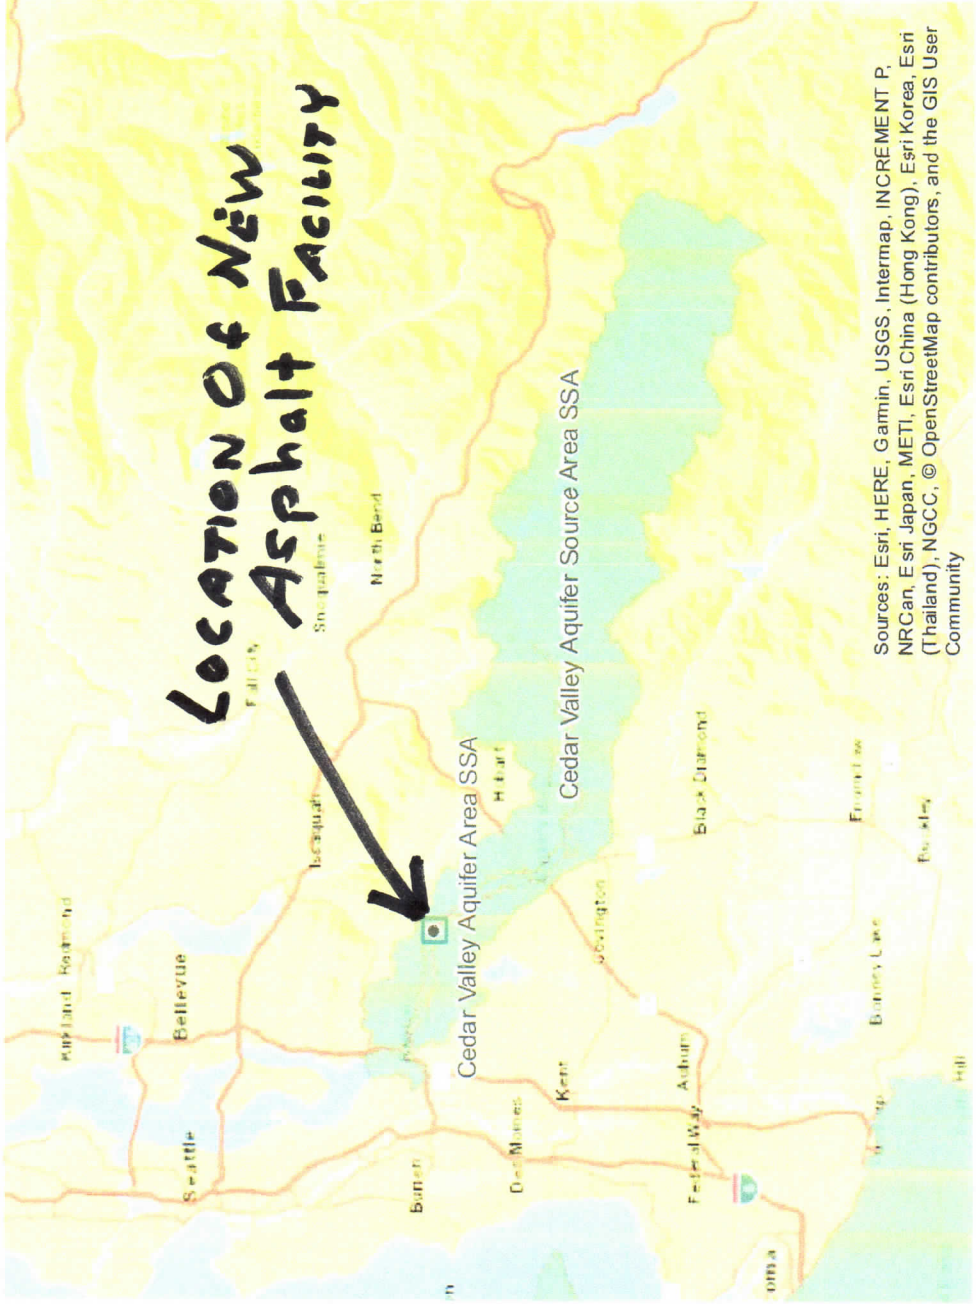 LOCATION OF NEW
Asphalt FACILITY
Kirkland
Redmond
Bellevue
Seattle
Issaquah
Snoqualmie
North Bend
Cedar Valley Aquifer Area SSA
Hobart
Cedar Valley Aquifer Source Area SSA
Burien
Des Moines
Kent
Covington
Black Diamond
Federal Way
Auburn
Bonney Lake
Enumclaw
Buckley
oma
Sources: Esri, HERE, Garmin, USGS, Intermap, INCREMENT P,
NRCan, Esri Japan, METI, Esri China (Hong Kong), Esri Korea, Esri
(Thailand), NGCC, © OpenStreetMap contributors, and the GIS User
Community